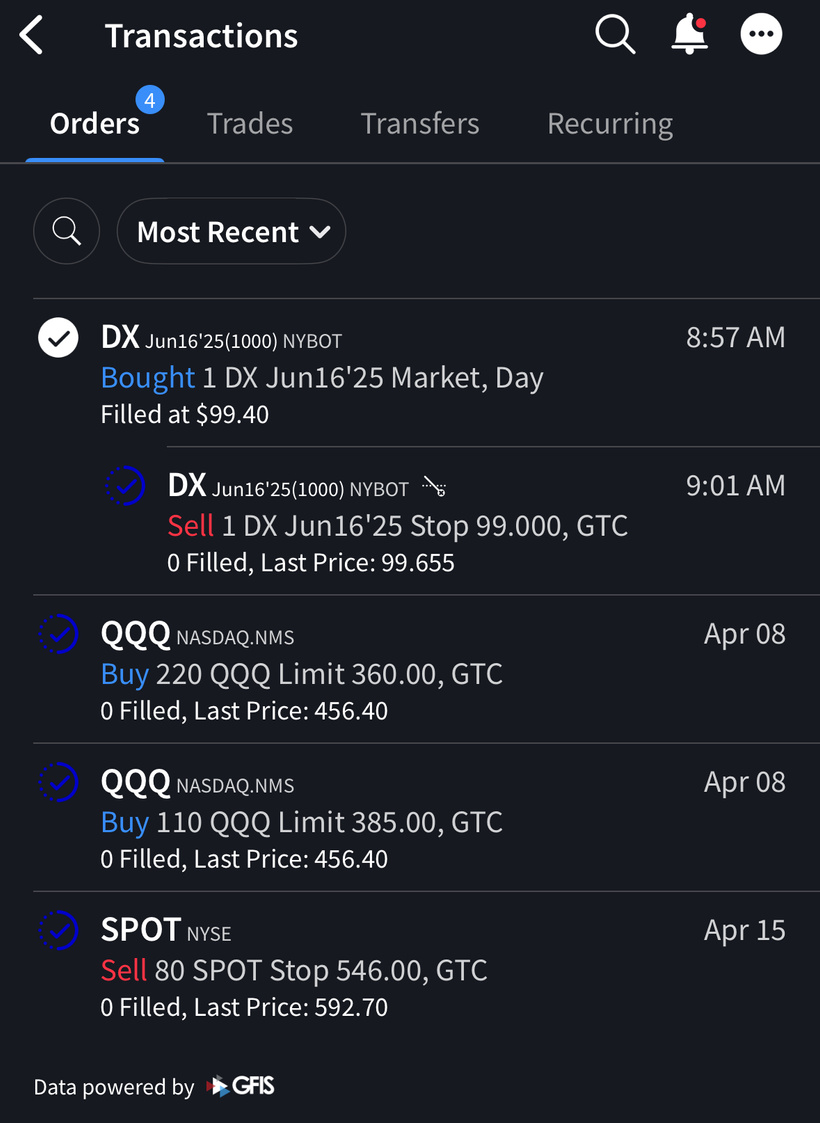 Transactions
4
Orders Trades Transfers Recurring
Most Recent
DX Jun16'25(1000) NYBOT 8:57 AM
Bought 1 DX Jun16'25 Market, Day
Filled at $99.40
DX Jun16'25(1000) NYBOT 9:01 AM
Sell 1 DX Jun16'25 Stop 99.000, GTC
0 Filled, Last Price: 99.655
QQQ NASDAQ.NMS Apr 08
Buy 220 QQQ Limit 360.00, GTC
0 Filled, Last Price: 456.40
QQQ NASDAQ.NMS Apr 08
Buy 110 QQQ Limit 385.00, GTC
0 Filled, Last Price: 456.40
SPOT NYSE Apr 15
Sell 80 SPOT Stop 546.00, GTC
0 Filled, Last Price: 592.70
Data powered by GFIS